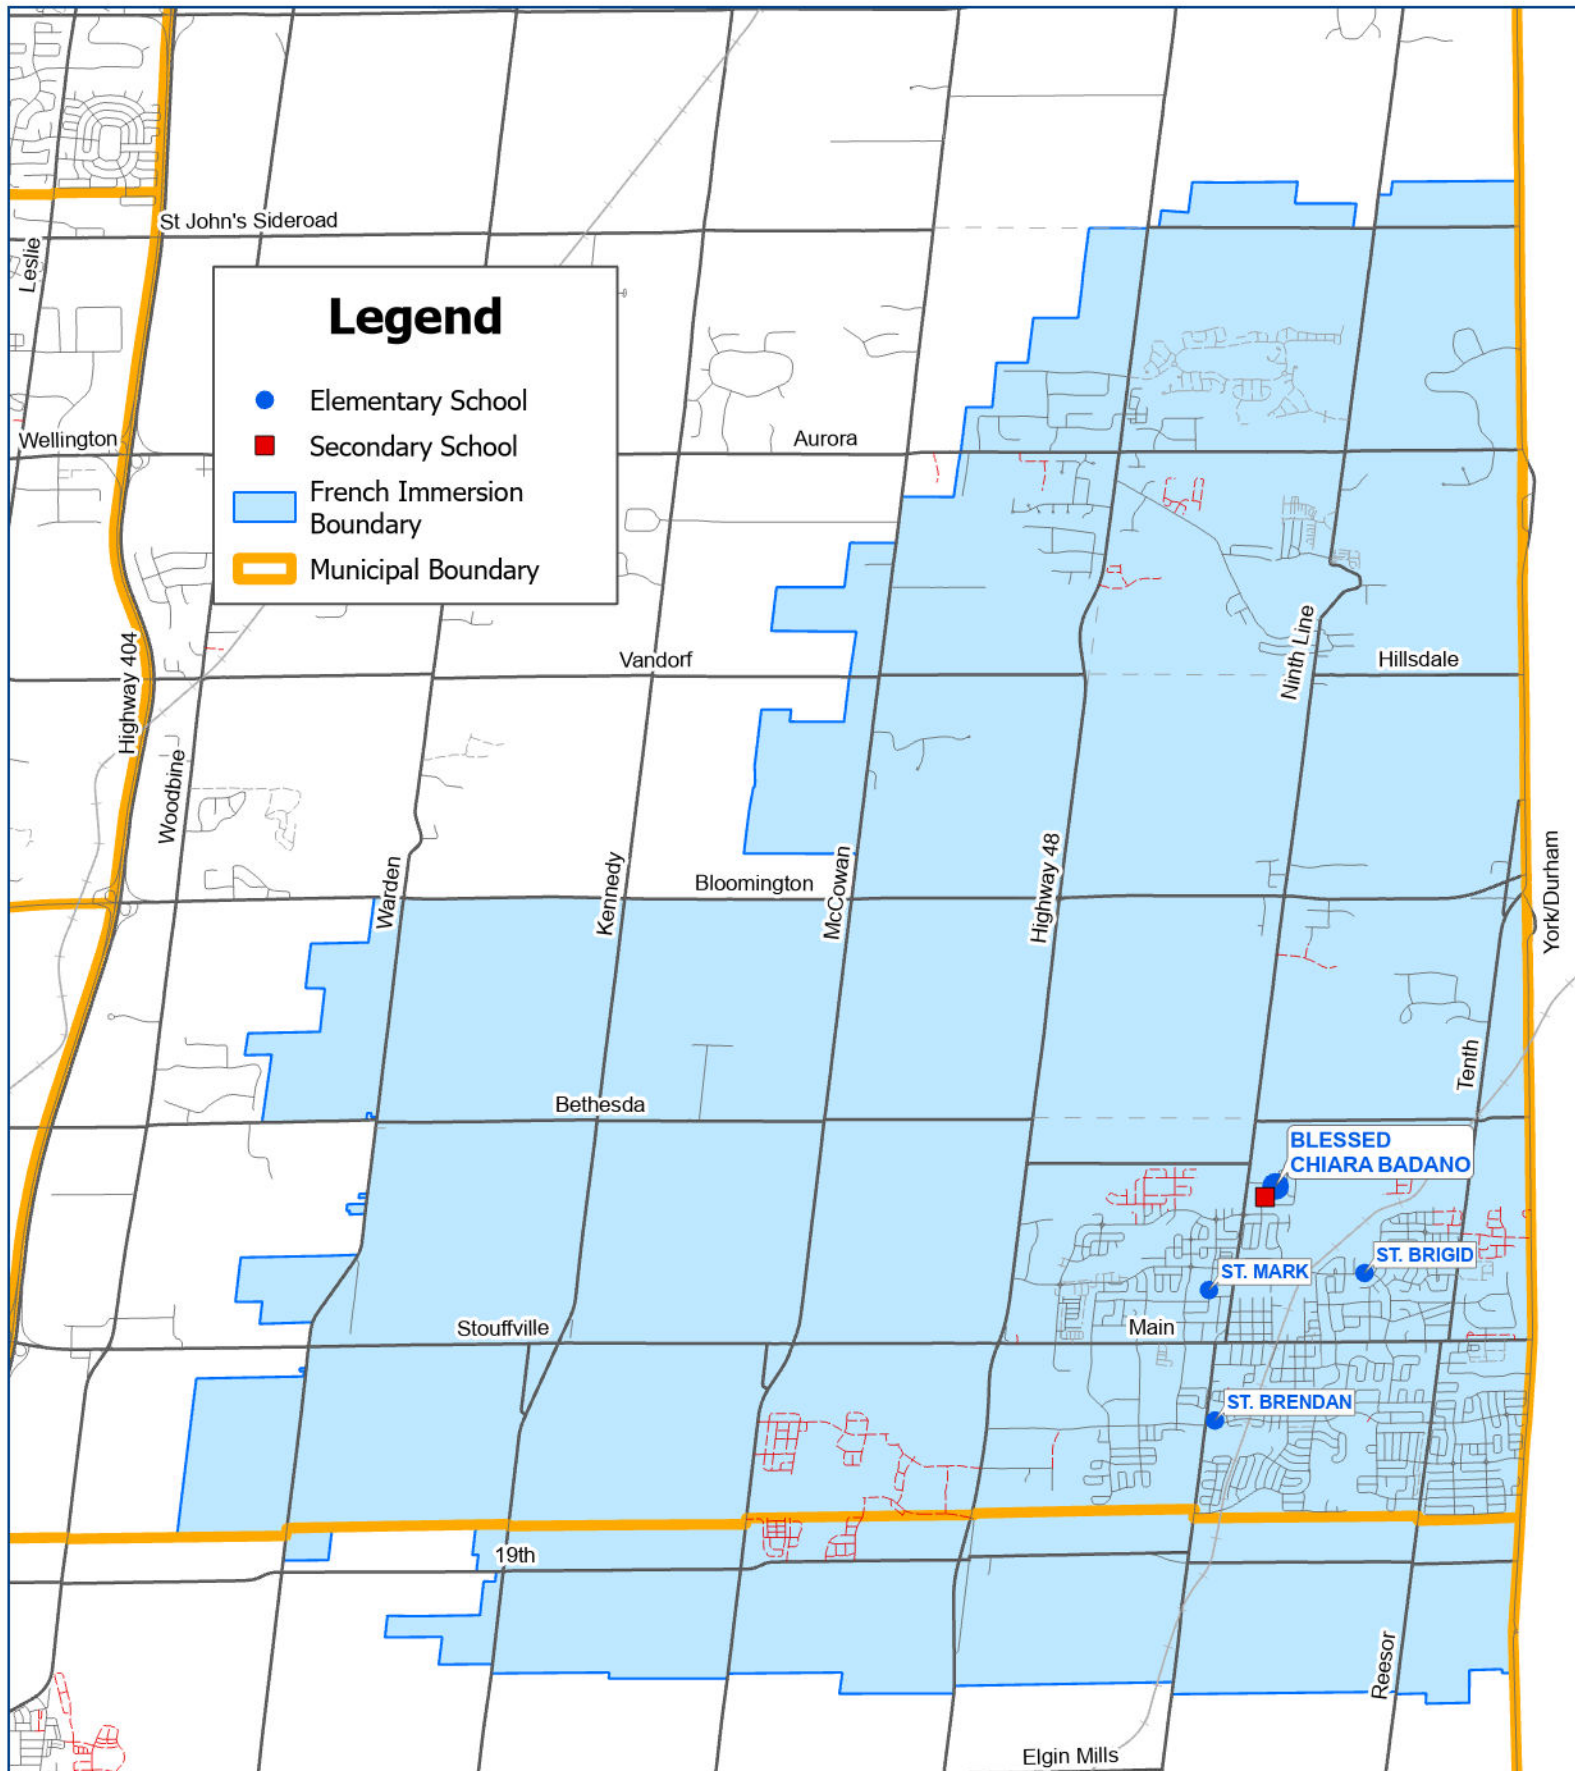 St John's Sideroad
Leslie
Legend
Elementary School
Secondary School
French Immersion
Boundary
Municipal Boundary
Wellington
Aurora
Highway 404
Vandorf
Ninth Line
Hillsdale
Woodbine
Warden
Kennedy
Bloomington
McCowan
Highway 48
York/Durham
Tenth
Bethesda
BLESSED
CHIARA BADANO
ST. BRIGID
ST. MARK
Stouffville
Main
ST. BRENDAN
19th
Reesor
Elgin Mills